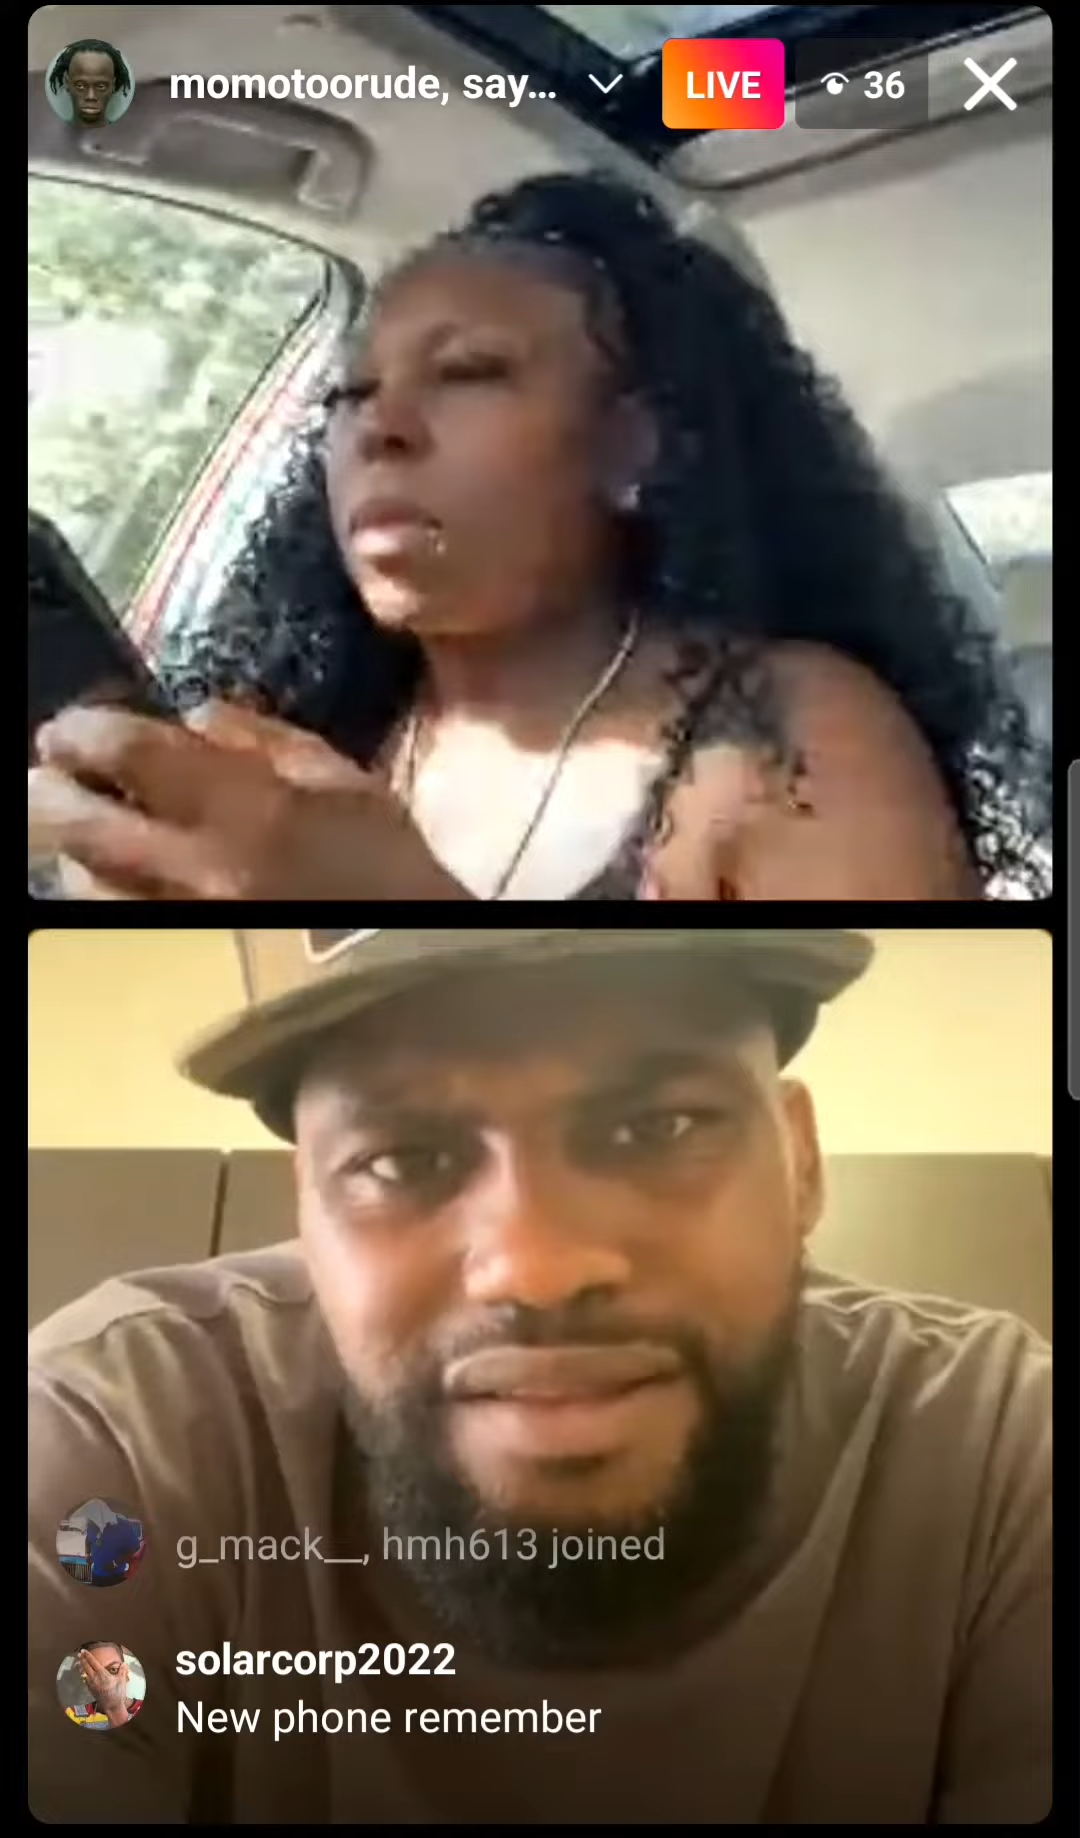 momotoorude, say...
LIVE
36
g_mack__, hmh613 joined
solarcorp2022
New phone remember